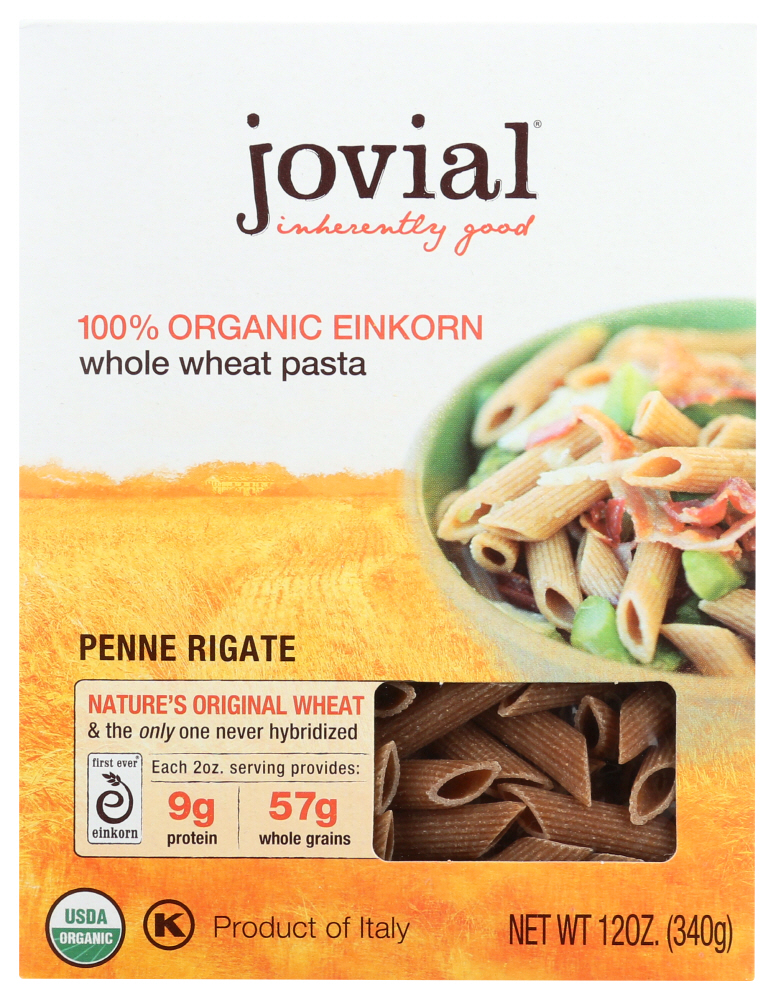 jovial®
inherently good
100% ORGANIC EINKORN
whole wheat pasta
PENNE RIGATE
NATURE'S ORIGINAL WHEAT
& the only one never hybridized
first ever
einkorn
Each 2oz. serving provides:
9g
protein
57g
whole grains
USDA
ORGANIC
K
Product of Italy
NET WT 12OZ. (340g)